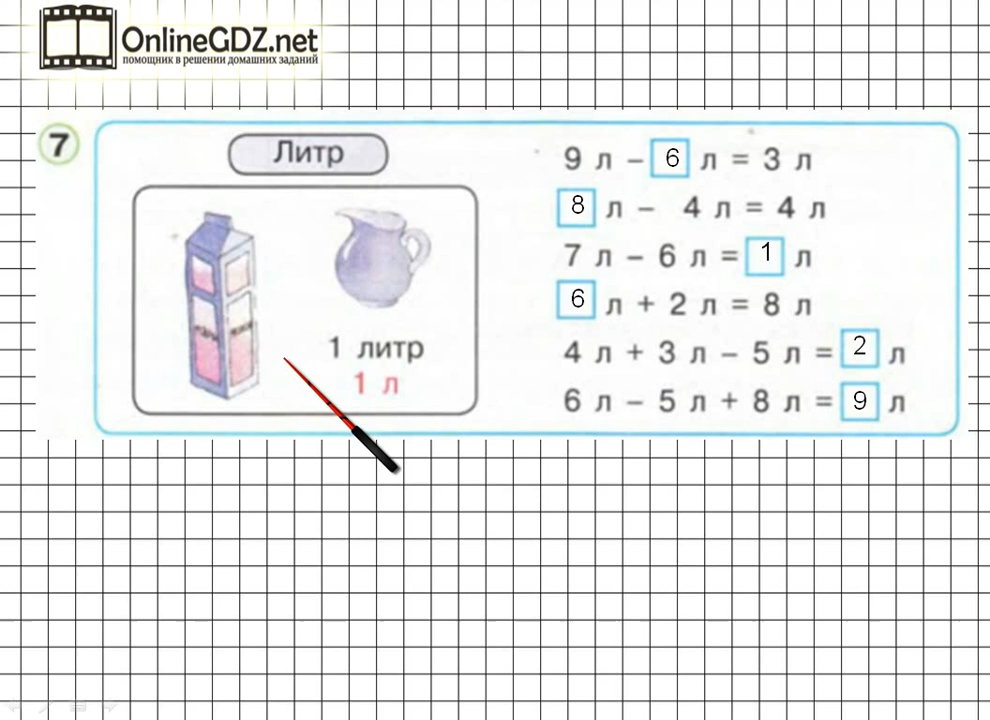 OnlineGDZ.net
помощник в решении домашних заданий
7
Литр
1 литр
1 л
9 л – 6 л = 3 л
8 л – 4 л = 4 л
7 л – 6 л = 1 л
6 л + 2 л = 8 л
4 л + 3 л – 5 л = 2 л
6 л – 5 л + 8 л = 9 л